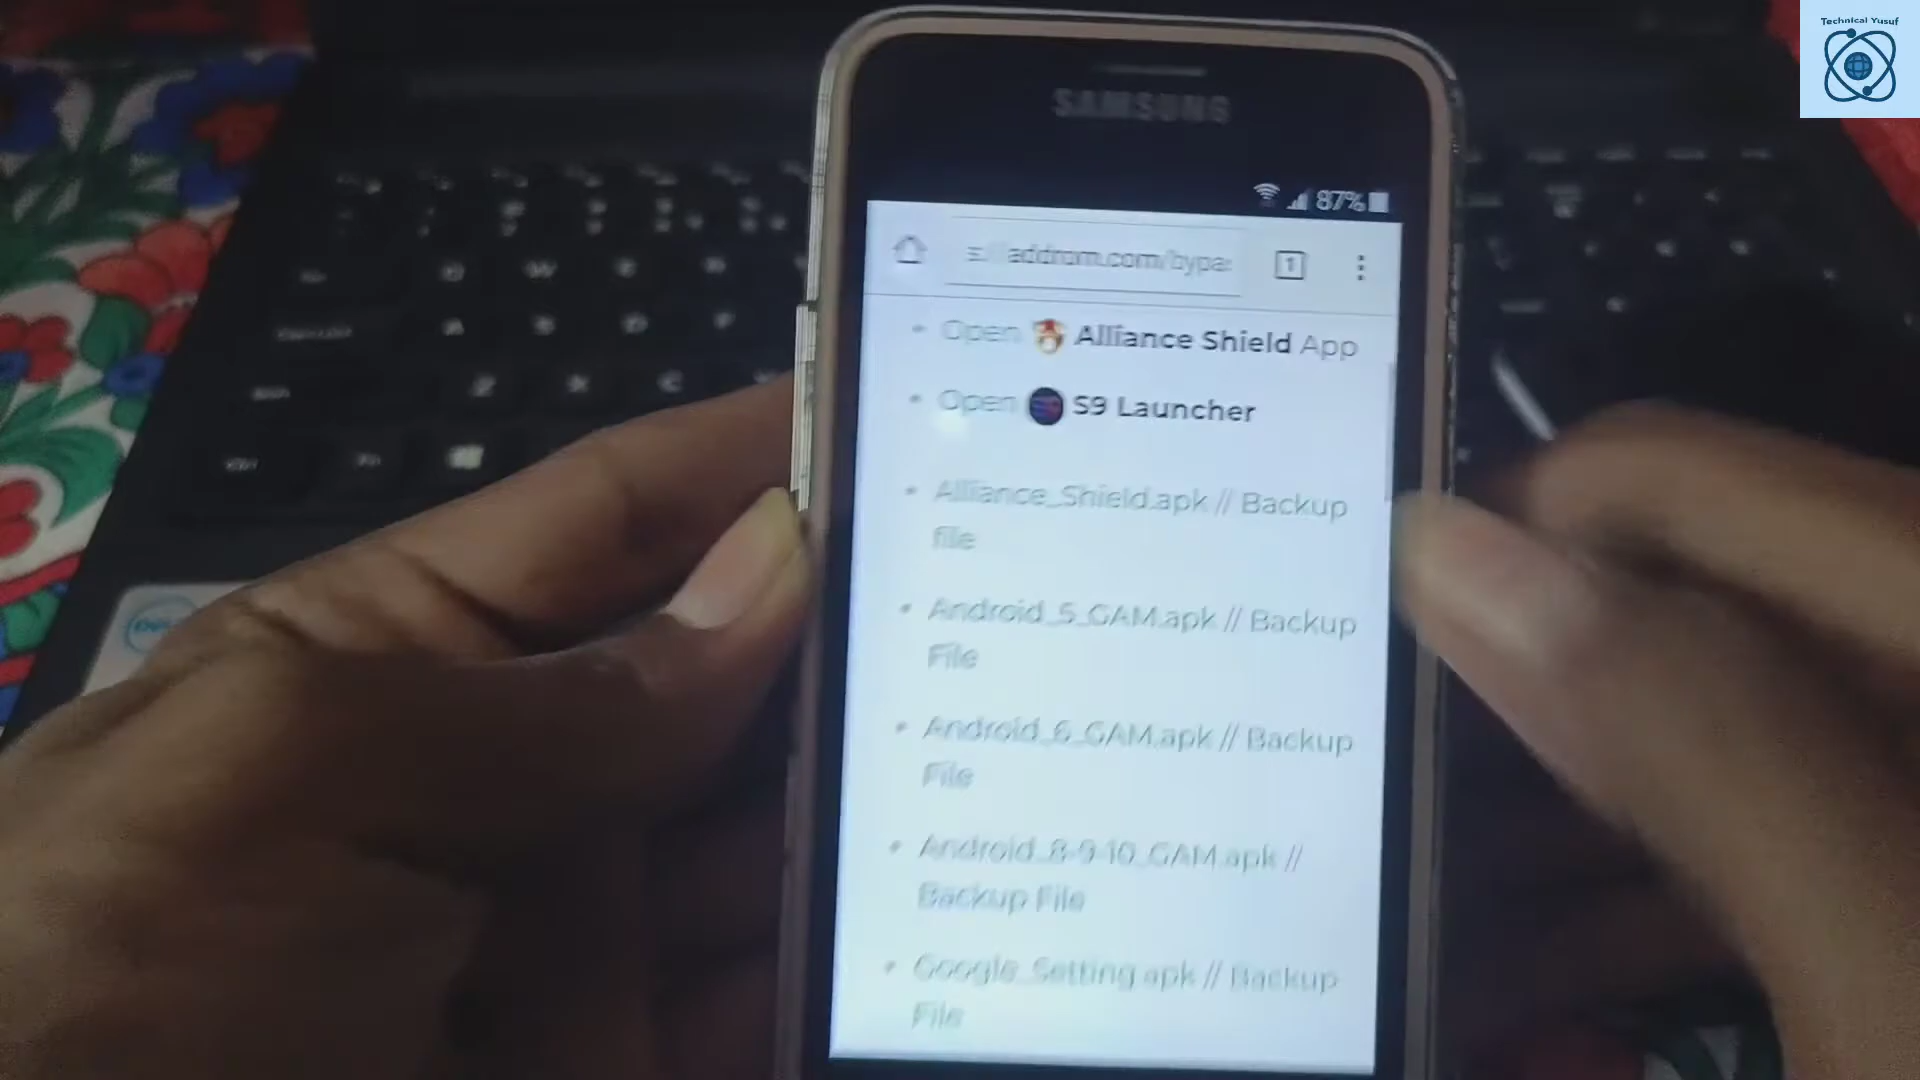 Technical Yusuf
SAMSUNG
87%
addrom.com/bypas
1
Open Alliance Shield App
Open S9 Launcher
Alliance_Shield.apk // Backup
file
Android_5_GAM.apk // Backup
File
Android_6_GAM.apk // Backup
File
Android_8-9-10_GAM.apk //
Backup File
Google_Setting.apk // Backup
File